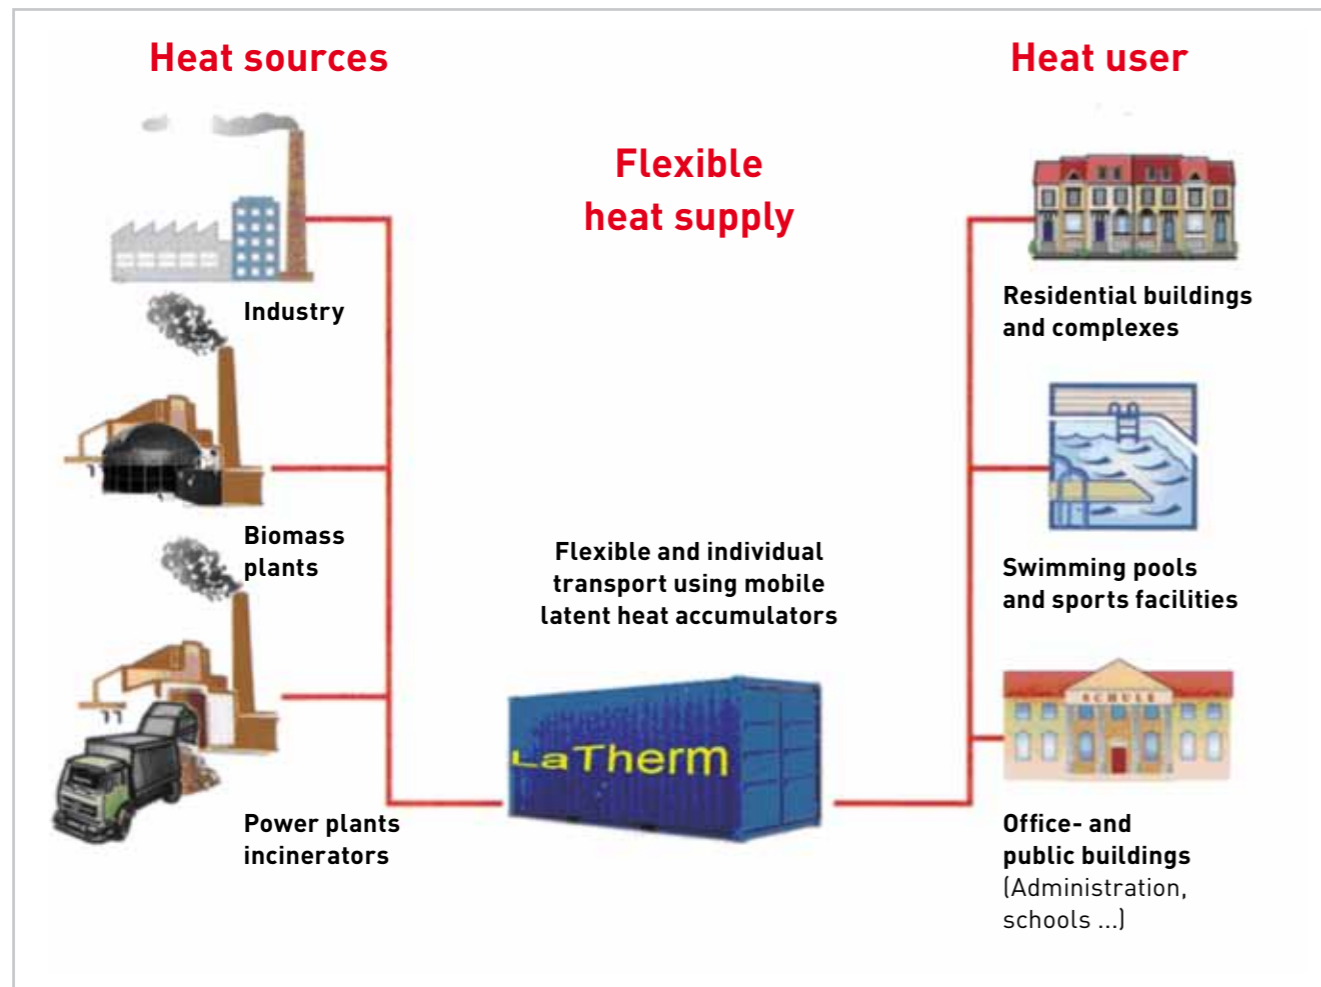 Heat sources
Heat user
Flexible
heat supply
Industry
Residential buildings
and complexes
Biomass
plants
Flexible and individual
transport using mobile
latent heat accumulators
Swimming pools
and sports facilities
SCHULE
LaTherm
Power plants
incinerators
Office- and
public buildings
(Administration,
schools ...)